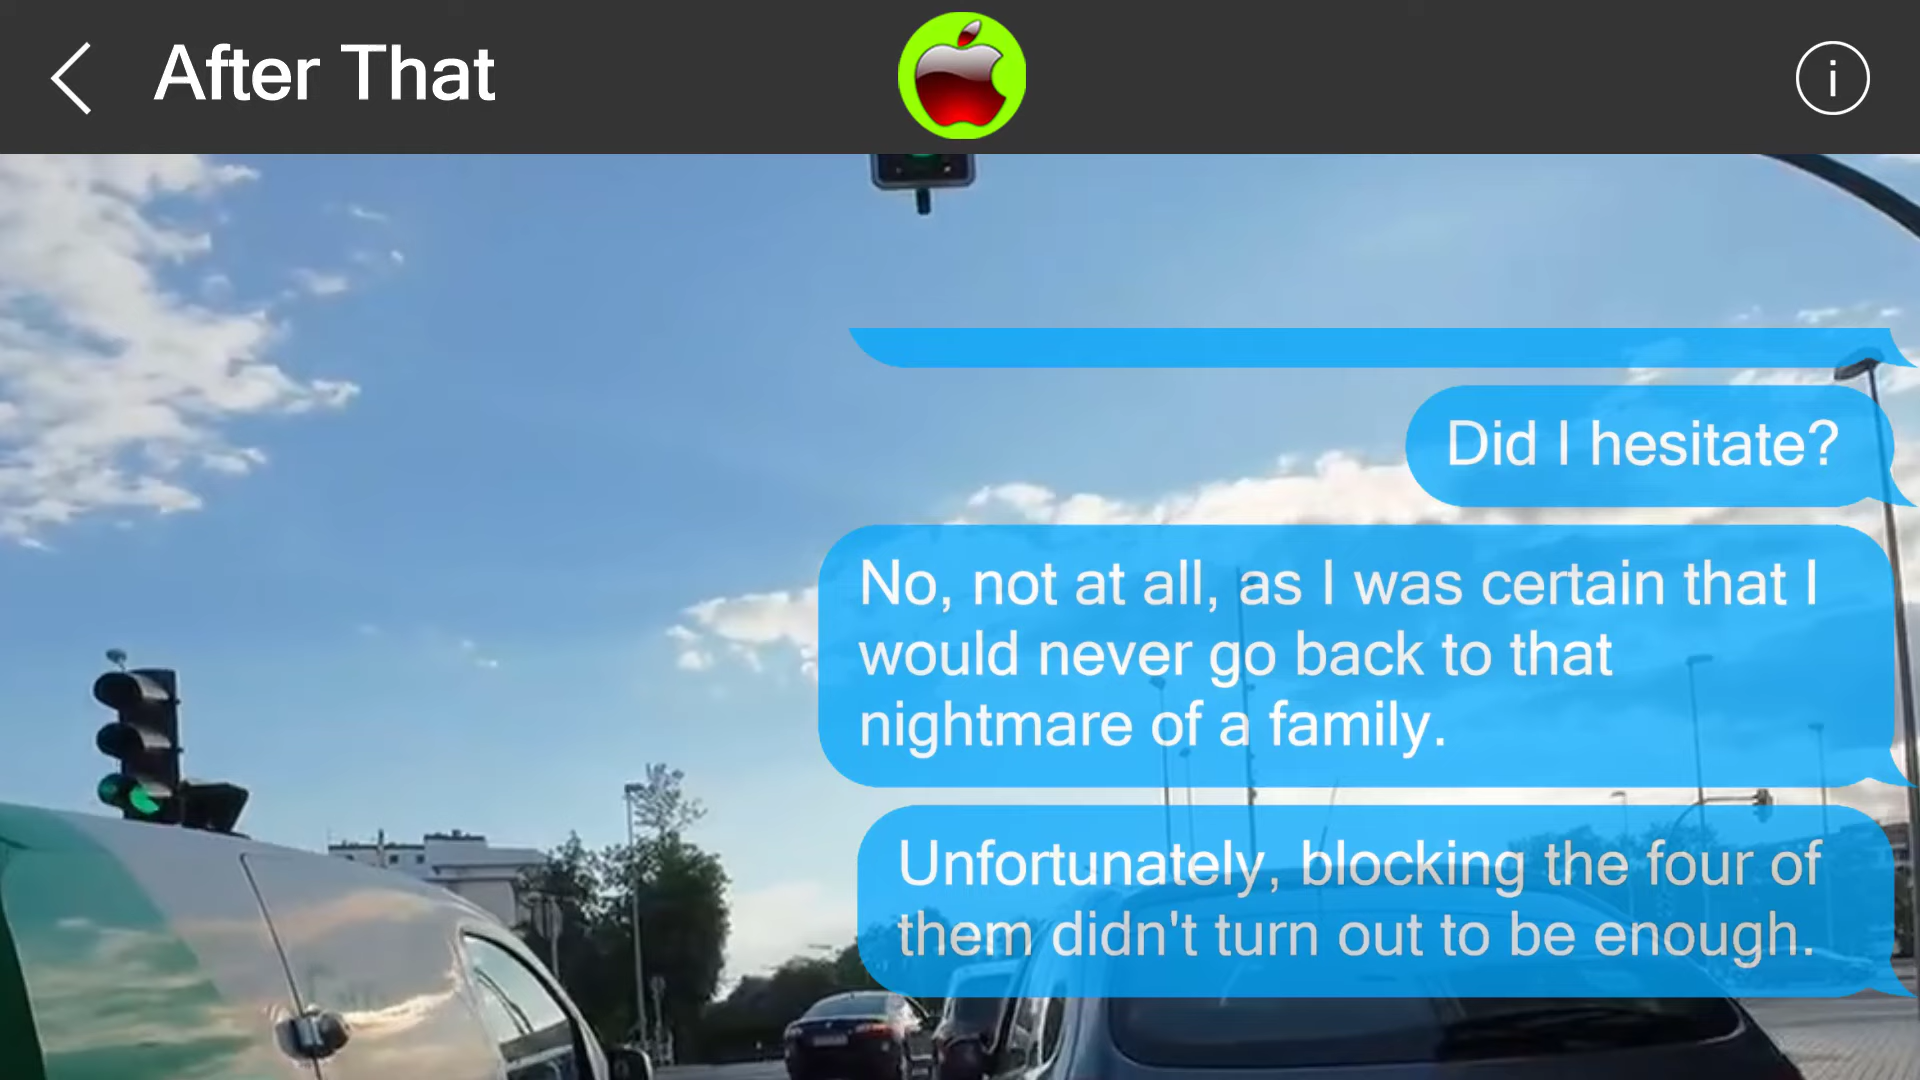 After That
Did I hesitate?
No, not at all, as I was certain that I
would never go back to that
nightmare of a family.
Unfortunately, blocking the four of
them didn't turn out to be enough.